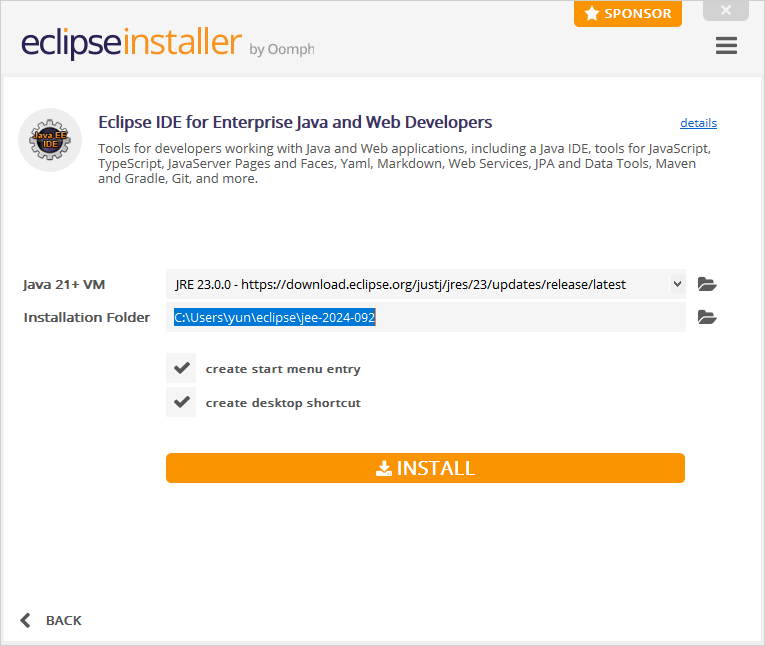 SPONSOR
eclipseinstaller by Oomph
Java EE
IDE
Eclipse IDE for Enterprise Java and Web Developers
details
Tools for developers working with Java and Web applications, including a Java IDE, tools for JavaScript,
TypeScript, JavaServer Pages and Faces, Yaml, Markdown, Web Services, JPA and Data Tools, Maven
and Gradle, Git, and more.
Java 21+ VM
JRE 23.0.0 - https://download.eclipse.org/justj/jres/23/updates/release/latest
Installation Folder
C:\Users\yun\eclipse\jee-2024-092
create start menu entry
create desktop shortcut
INSTALL
BACK